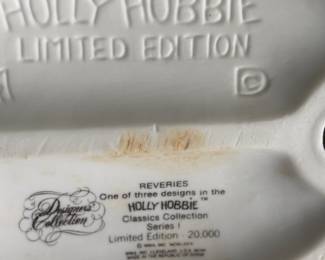 HOLLY HOBBIE
LIMITED EDITION
©
Designers'
Collection
REVERIES
One of three designs in the
HOLLY HOBBIE™
Classics Collection
Series I
Limited Edition · 20,000